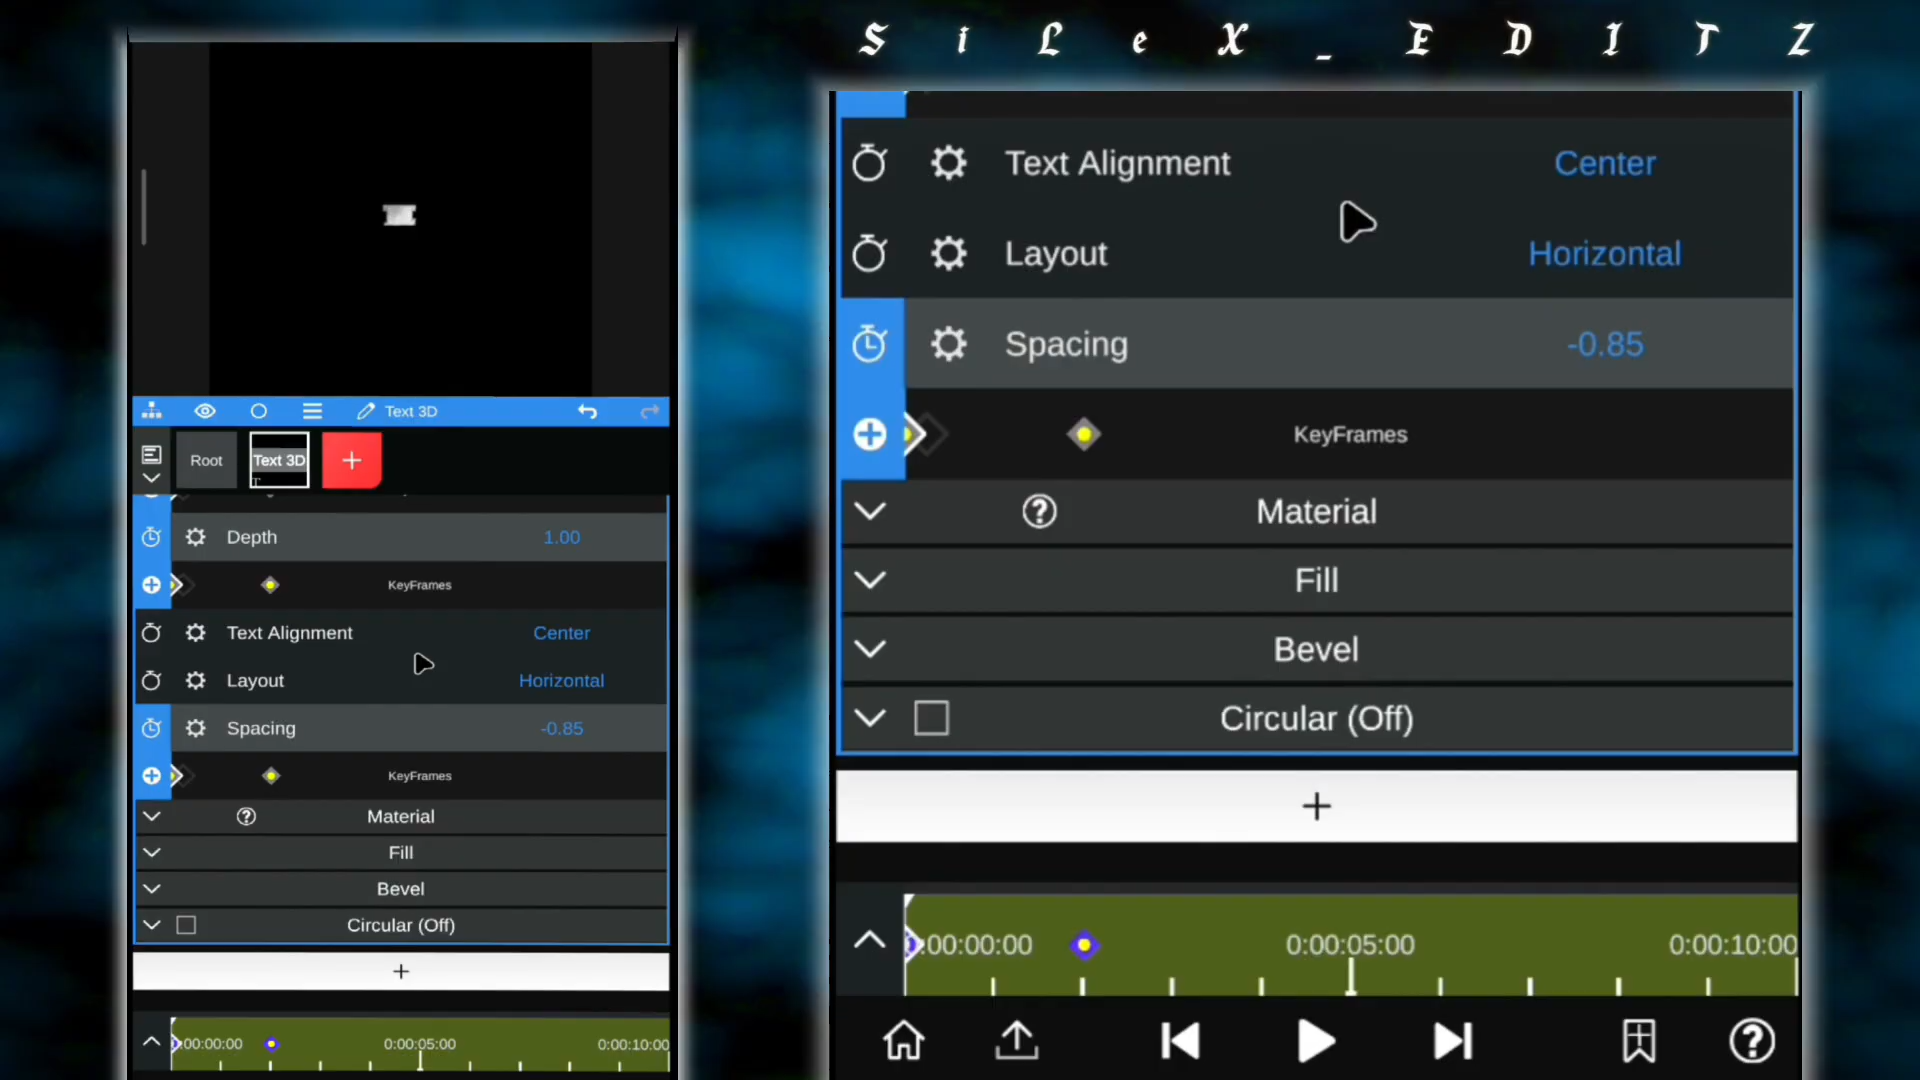 SiLeX_EDITZ
Text 3D
Root Text 3D +
T
Depth 1.00
KeyFrames
Text Alignment Center
Layout Horizontal
Spacing -0.85
KeyFrames
? Material
Fill
Bevel
Circular (Off)
+
:00:00:00 0:00:05:00 0:00:10:00
Text Alignment Center
Layout Horizontal
Spacing -0.85
KeyFrames
? Material
Fill
Bevel
Circular (Off)
+
:00:00:00 0:00:05:00 0:00:10:00
?